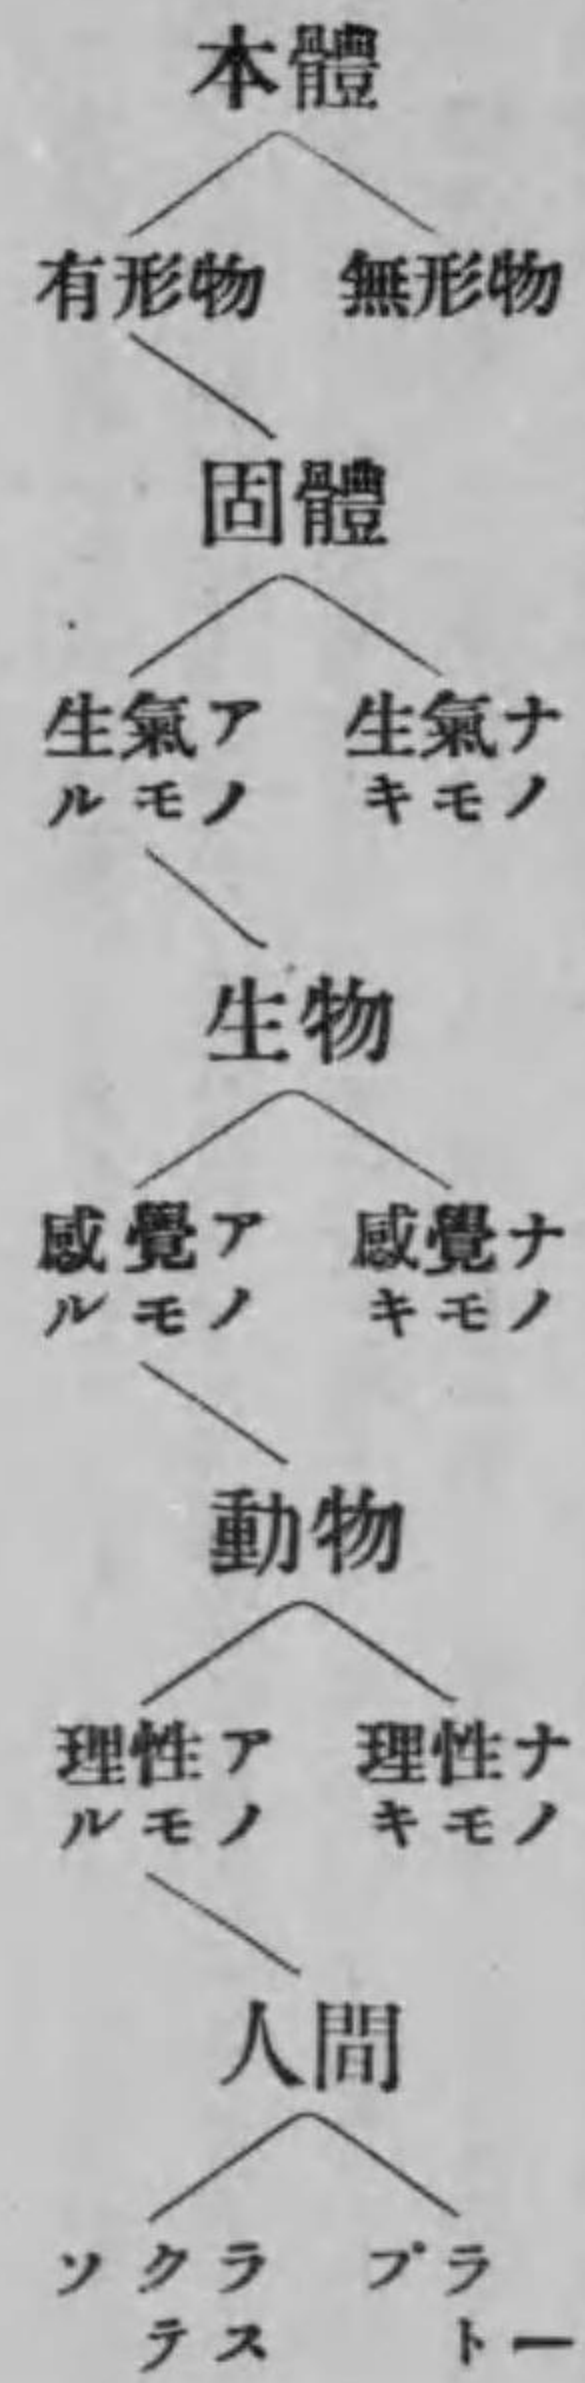 本體
有形物 無形物
固體
生氣ア 生氣ナ
ルモノ キモノ
生物
感覺ア 感覺ナ
ルモノ キモノ
動物
理性ア 理性ナ
ルモノ キモノ
人間
ソクラ プラ
テス トー